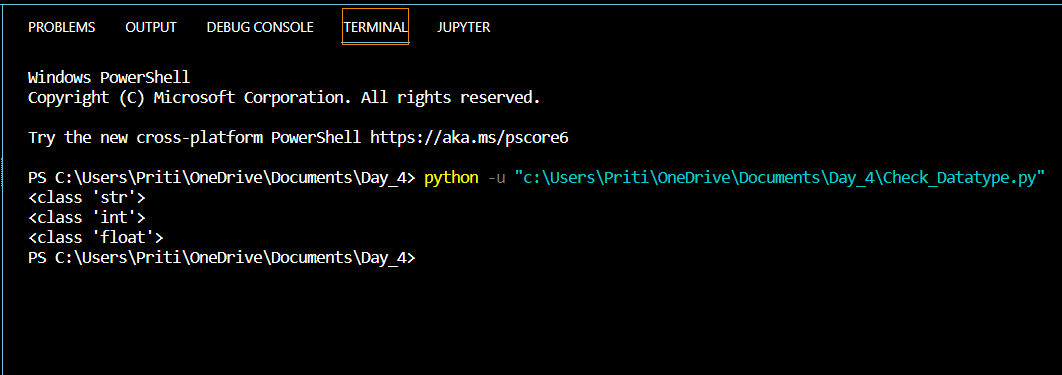 PROBLEMS OUTPUT DEBUG CONSOLE TERMINAL JUPYTER
Windows PowerShell
Copyright (C) Microsoft Corporation. All rights reserved.
Try the new cross-platform PowerShell https://aka.ms/pscore6
PS C:\Users\Priti\OneDrive\Documents\Day_4> python -u "c:\Users\Priti\OneDrive\Documents\Day_4\Check_Datatype.py"
<class 'str'>
<class 'int'>
<class 'float'>
PS C:\Users\Priti\OneDrive\Documents\Day_4>